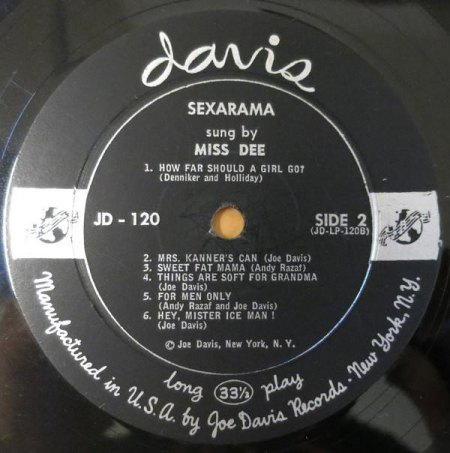 davis
SEXARAMA
sung by
MISS DEE
1. HOW FAR SHOULD A GIRL GO?
(Denniker and Holliday)
JD - 120
SIDE 2
(JD-LP-120B)
2. MRS. KANNER'S CAN (Joe Davis)
3. SWEET FAT MAMA (Andy Razaf)
4. THINGS ARE SOFT FOR GRANDMA
(Joe Davis)
5. FOR MEN ONLY
(Andy Razaf and Joe Davis)
6. HEY, MISTER ICE MAN !
(Joe Davis)
© Joe Davis, New York, N. Y.
long 33⅓ play
Manufactured in U.S.A. by Joe Davis Records - New York, N.Y.